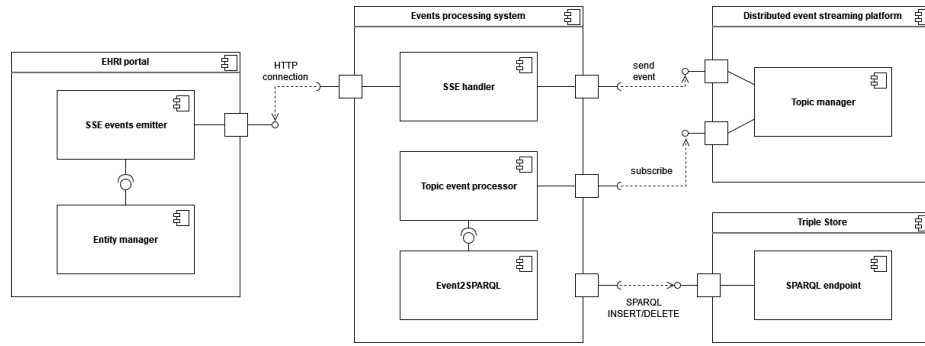 EHRI portal
SSE events emitter
Entity manager
HTTP
connection
Events processing system
SSE handler
Topic event processor
Event2SPARQL
send
event
subscribe
SPARQL
INSERT/DELETE
Distributed event streaming platform
Topic manager
Triple Store
SPARQL endpoint